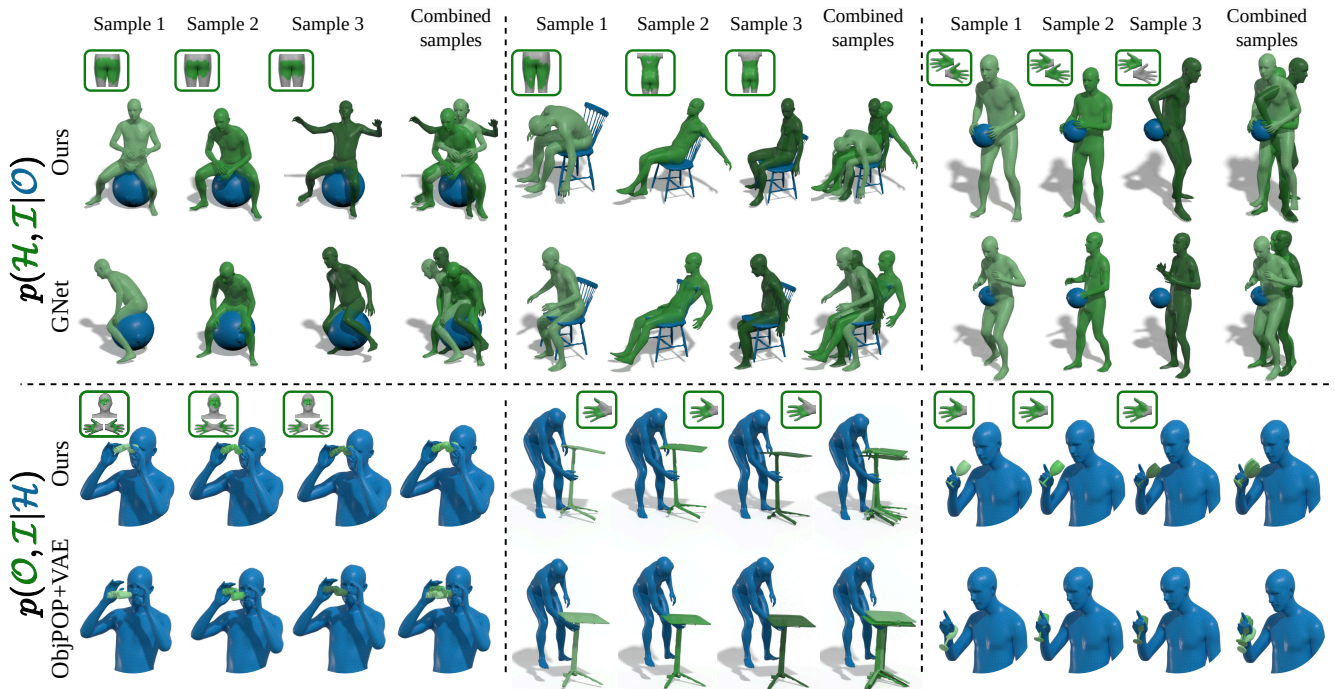 Sample 1 Sample 2 Sample 3 Combined samples
Sample 1 Sample 2 Sample 3 Combined samples
Sample 1 Sample 2 Sample 3 Combined samples
p(H, I|O)
Ours
GNet
p(O, I|H)
Ours
ObjPOP+VAE